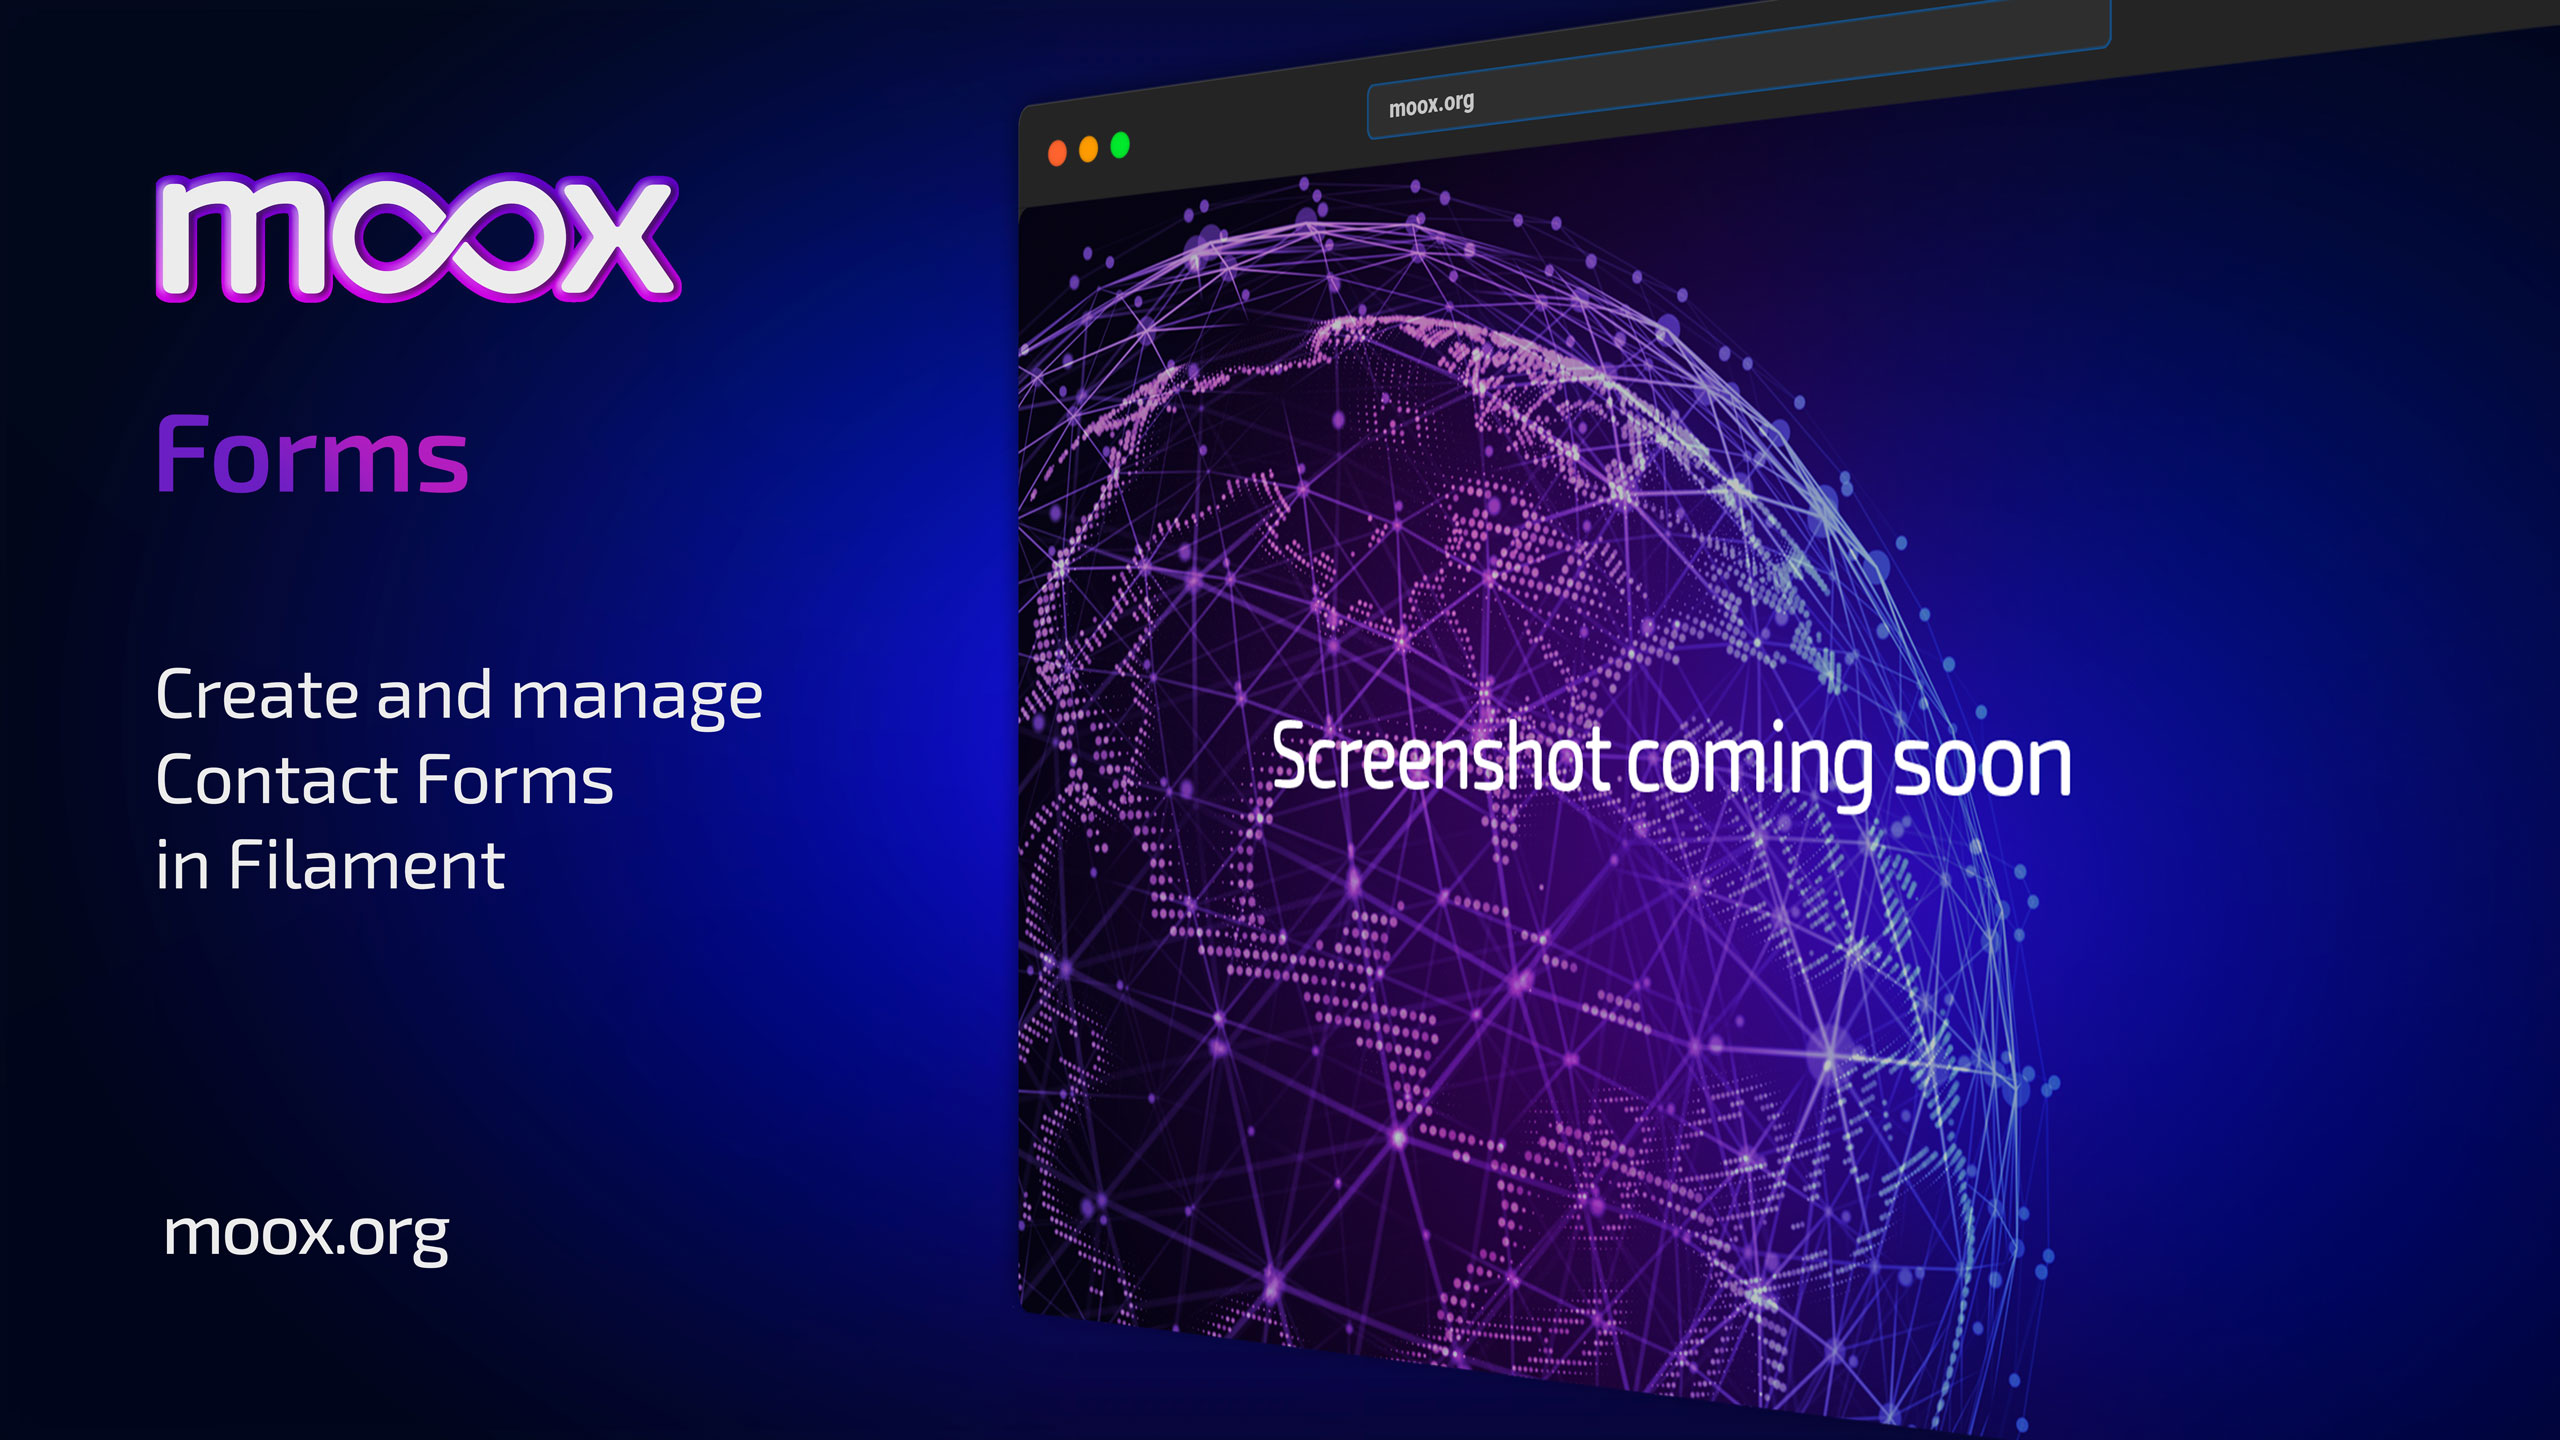 moox
Forms
Create and manage
Contact Forms
in Filament
moox.org
moox.org
Screenshot coming soon